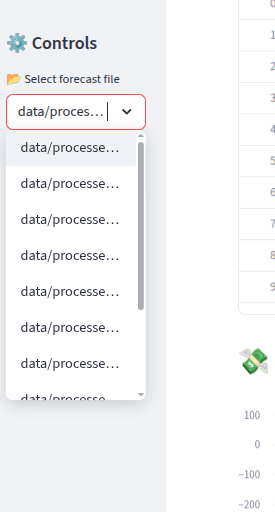 Controls
Select forecast file
data/proces...
data/processe...
data/processe...
data/processe...
data/processe...
data/processe...
data/processe...
data/processe...
0
1
2
3
4
5
6
7
8
9
100
0
−100
−200